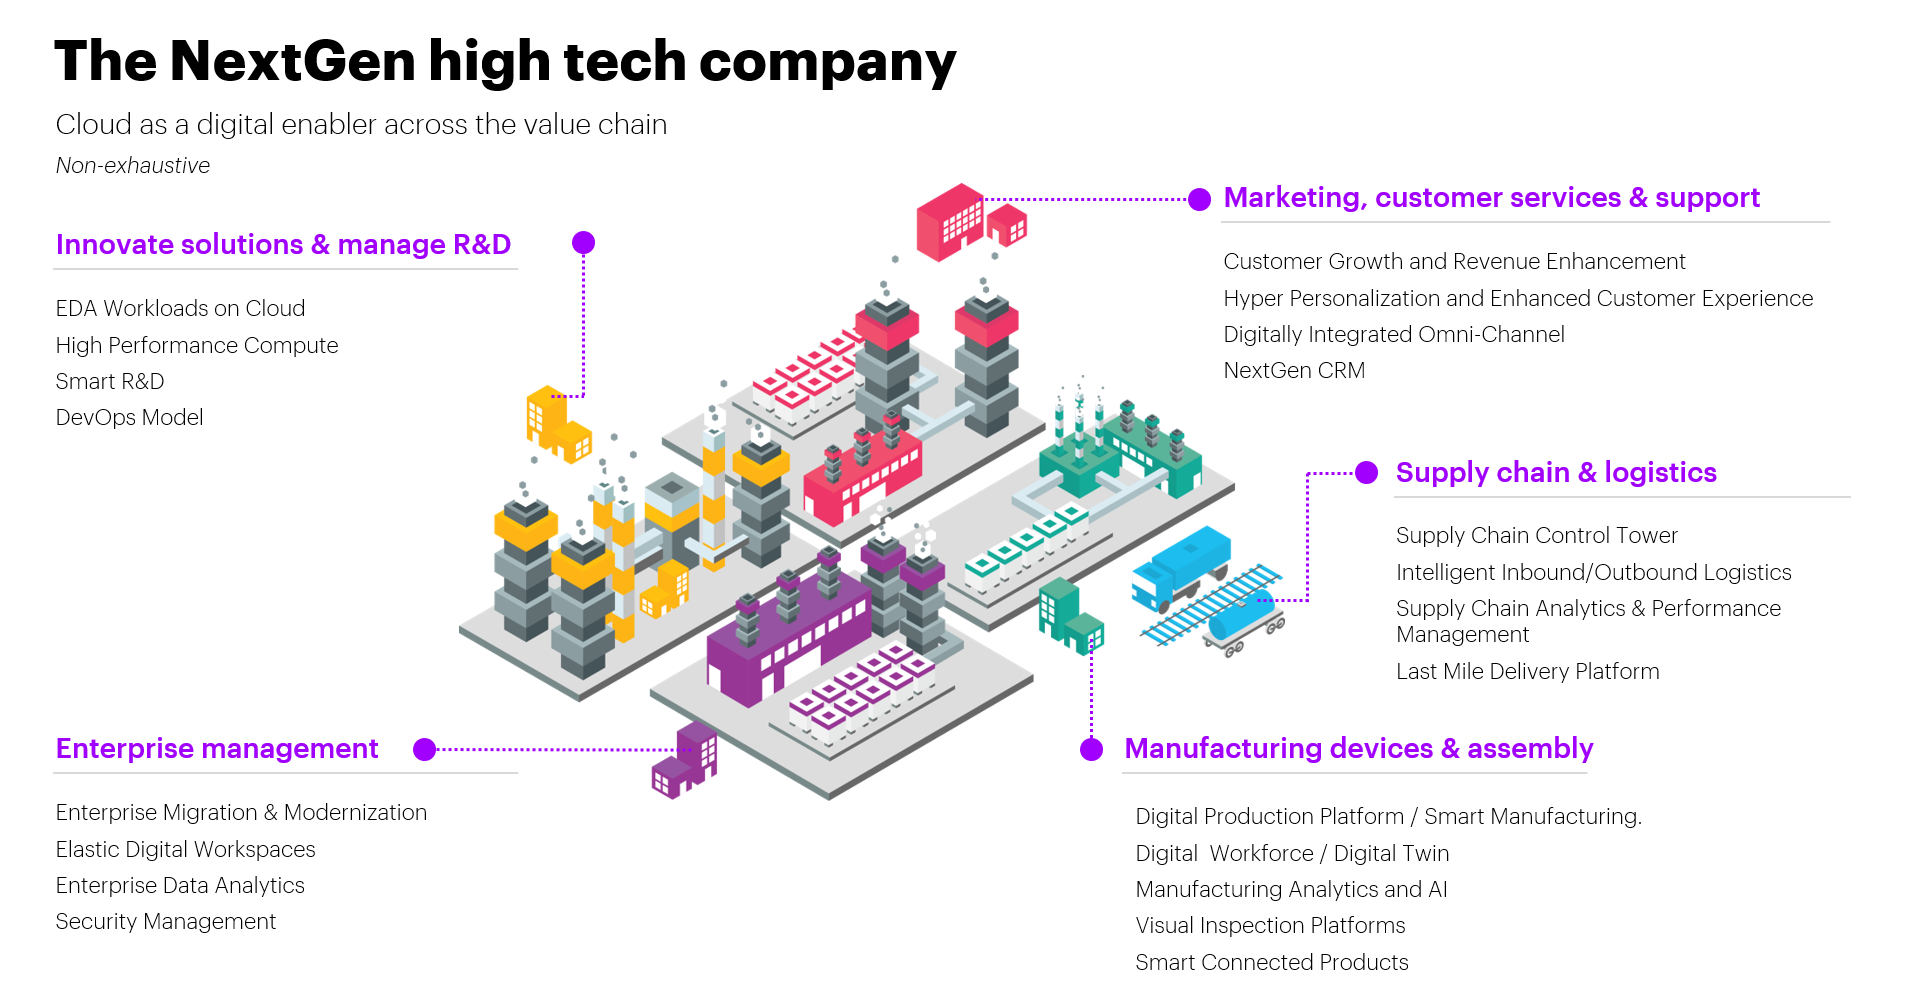 The NextGen high tech company
Cloud as a digital enabler across the value chain
Non-exhaustive
Innovate solutions & manage R&D
EDA Workloads on Cloud
High Performance Compute
Smart R&D
DevOps Model
Marketing, customer services & support
Customer Growth and Revenue Enhancement
Hyper Personalization and Enhanced Customer Experience
Digitally Integrated Omni-Channel
NextGen CRM
Supply chain & logistics
Supply Chain Control Tower
Intelligent Inbound/Outbound Logistics
Supply Chain Analytics & Performance
Management
Last Mile Delivery Platform
Enterprise management
Enterprise Migration & Modernization
Elastic Digital Workspaces
Enterprise Data Analytics
Security Management
Manufacturing devices & assembly
Digital Production Platform / Smart Manufacturing.
Digital  Workforce / Digital Twin
Manufacturing Analytics and AI
Visual Inspection Platforms
Smart Connected Products